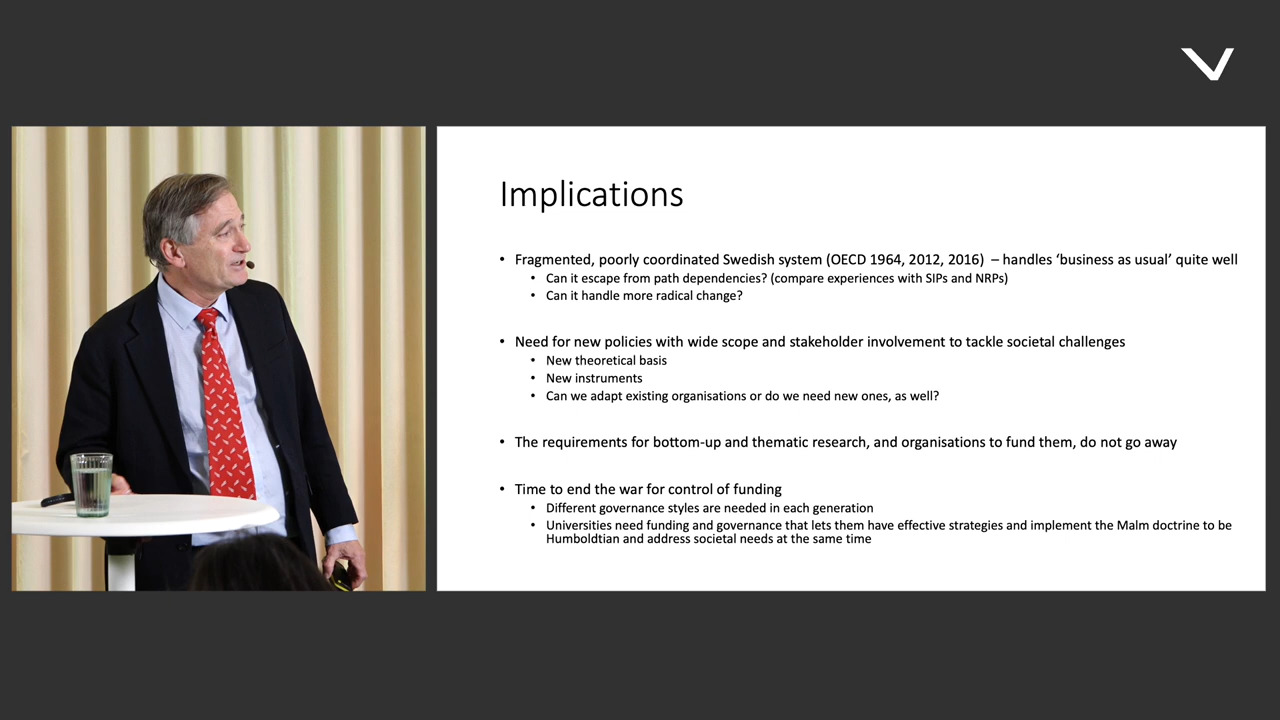 Implications
• Fragmented, poorly coordinated Swedish system (OECD 1964, 2012, 2016) – handles ‘business as usual’ quite well
• Can it escape from path dependencies? (compare experiences with SIPs and NRPs)
• Can it handle more radical change?
• Need for new policies with wide scope and stakeholder involvement to tackle societal challenges
• New theoretical basis
• New instruments
• Can we adapt existing organisations or do we need new ones, as well?
• The requirements for bottom-up and thematic research, and organisations to fund them, do not go away
• Time to end the war for control of funding
• Different governance styles are needed in each generation
• Universities need funding and governance that lets them have effective strategies and implement the Malm doctrine to be
Humboldtian and address societal needs at the same time